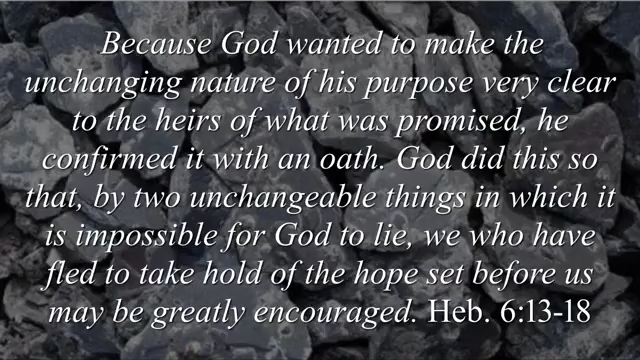 Because God wanted to make the
unchanging nature of his purpose very clear
to the heirs of what was promised, he
confirmed it with an oath. God did this so
that, by two unchangeable things in which it
is impossible for God to lie, we who have
fled to take hold of the hope set before us
may be greatly encouraged. Heb. 6:13-18